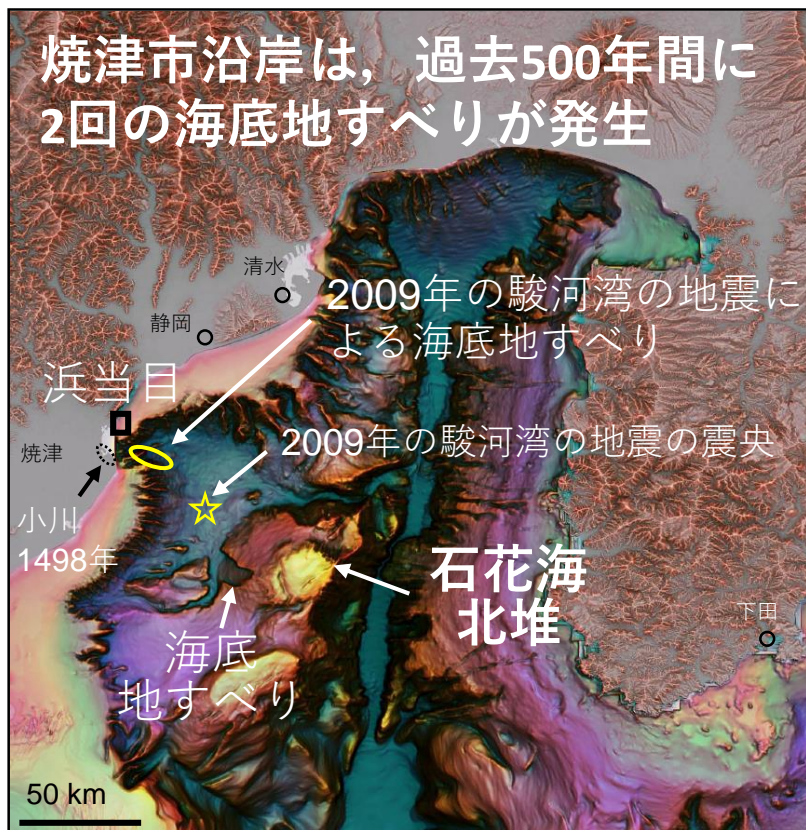 焼津市沿岸は，過去500年間に
2回の海底地すべりが発生
清水
2009年の駿河湾の地震に
よる海底地すべり
静岡
浜当目
2009年の駿河湾の地震の震央
焼津
小川
1498年
石花海
北堆
下田
海底
地すべり
50 km